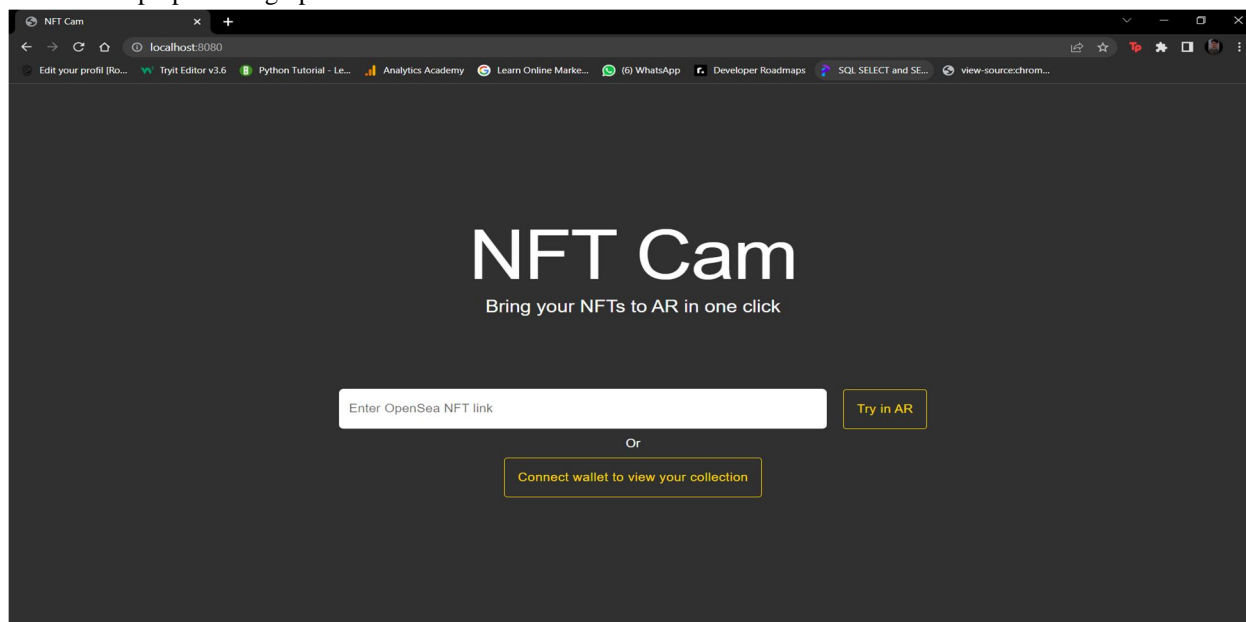 NFT Cam
localhost:8080
Edit your profil [Ro... Tryit Editor v3.6 Python Tutorial - Le... Analytics Academy Learn Online Marke... (6) WhatsApp Developer Roadmaps SQL SELECT and SE... view-source:chrom...
NFT Cam
Bring your NFTs to AR in one click
Enter OpenSea NFT link Try in AR
Or
Connect wallet to view your collection